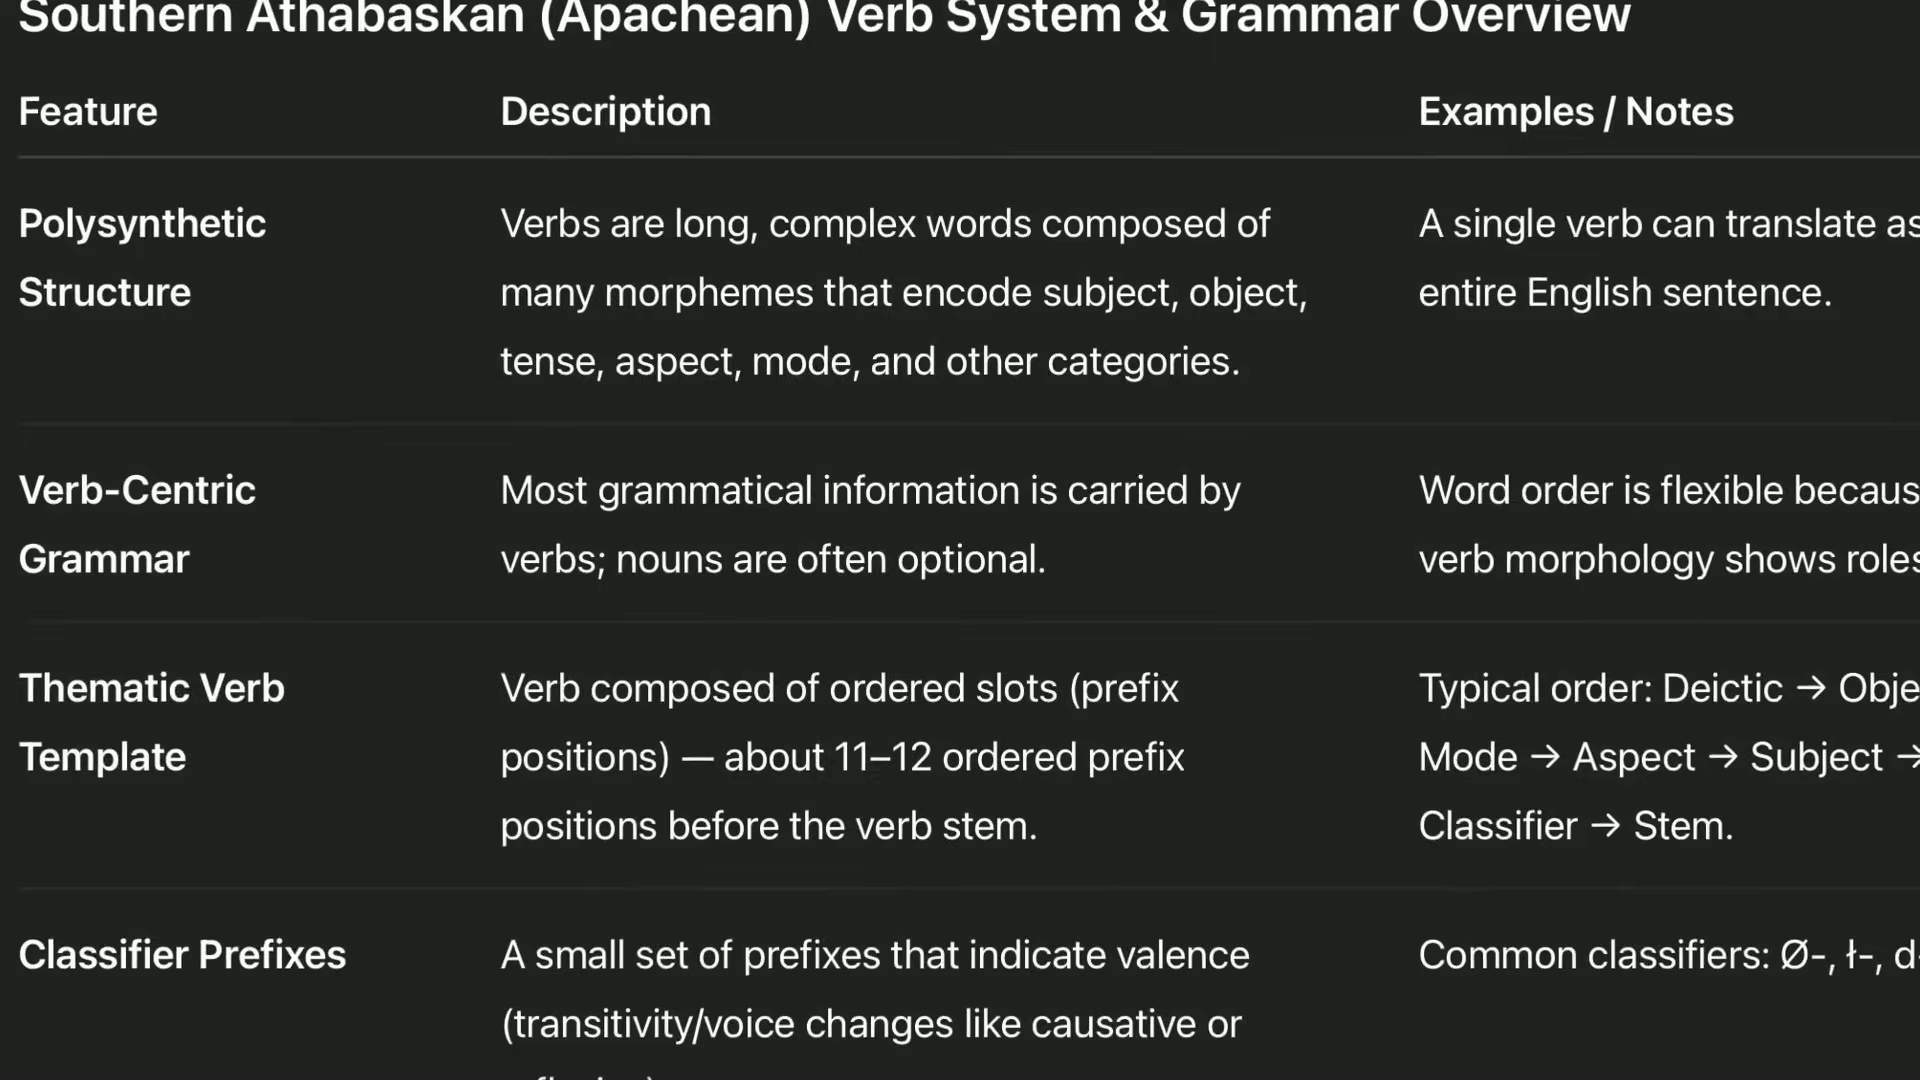 Southern Athabaskan (Apachean) Verb System & Grammar Overview
Feature Description Examples / Notes
Polysynthetic Verbs are long, complex words composed of A single verb can translate as
Structure many morphemes that encode subject, object, entire English sentence.
tense, aspect, mode, and other categories.
Verb-Centric Most grammatical information is carried by Word order is flexible becaus
Grammar verbs; nouns are often optional. verb morphology shows roles
Thematic Verb Verb composed of ordered slots (prefix Typical order: Deictic → Obje
Template positions) — about 11–12 ordered prefix Mode → Aspect → Subject →
positions before the verb stem. Classifier → Stem.
Classifier Prefixes A small set of prefixes that indicate valence Common classifiers: Ø-, ł-, d-
(transitivity/voice changes like causative or